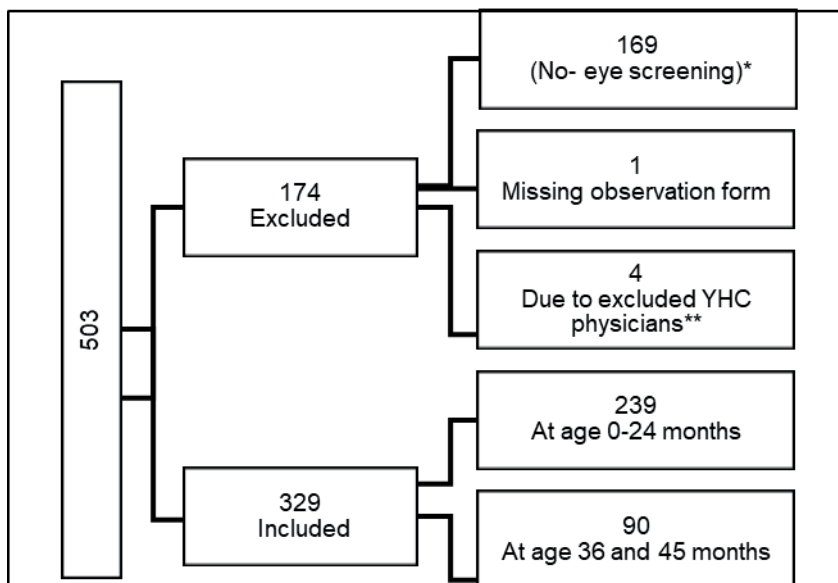 503
174
Excluded
169
(No- eye screening)*
1
Missing observation form
4
Due to excluded YHC
physicians**
329
Included
239
At age 0-24 months
90
At age 36 and 45 months